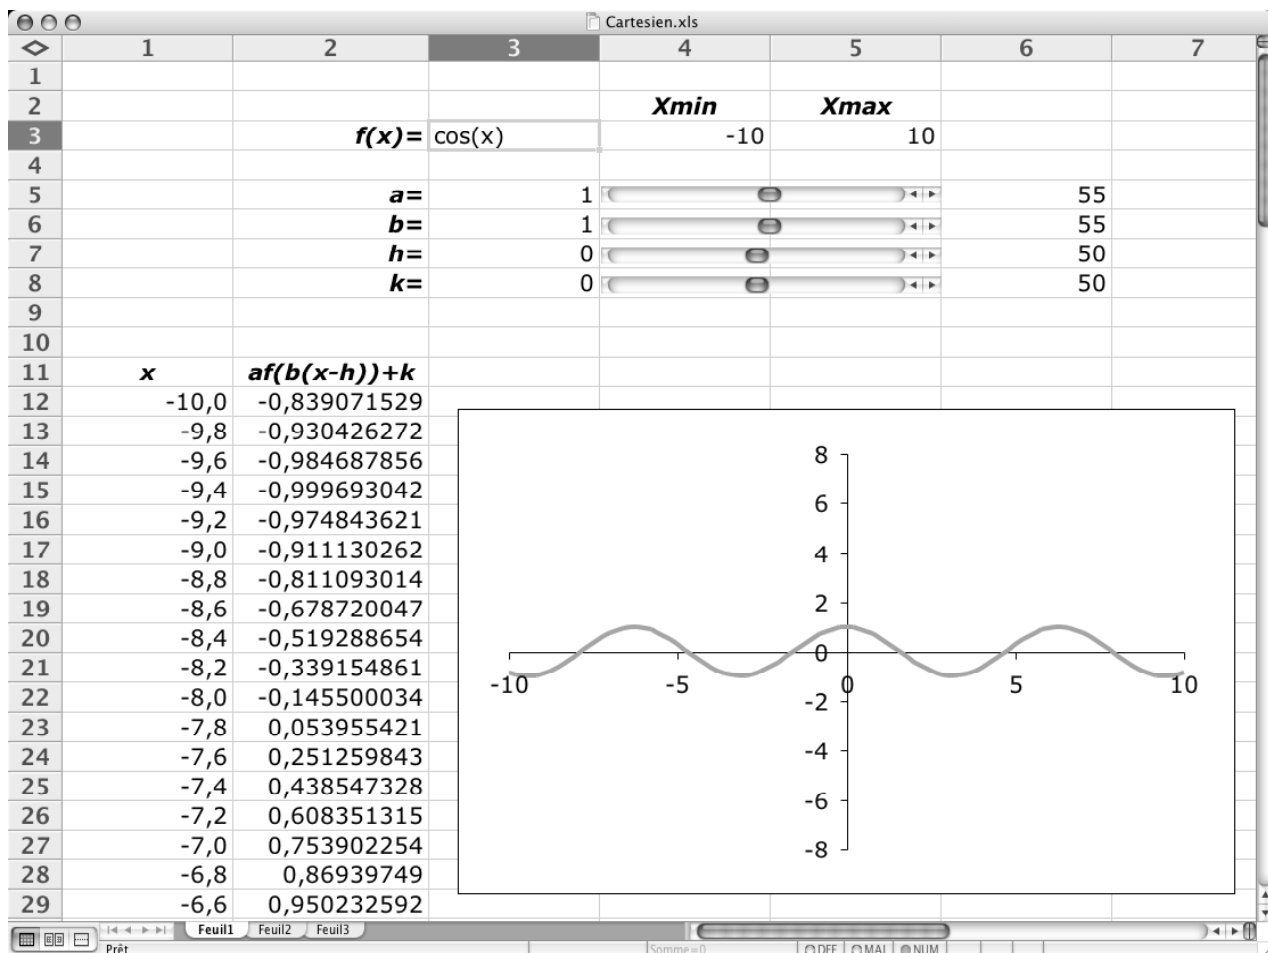 Cartesien.xls
1 2 3 4 5 6 7
1
2 Xmin Xmax
3 f(x)= cos(x) -10 10
4
5 a= 1 55
6 b= 1 55
7 h= 0 50
8 k= 0 50
9
10
11 x af(b(x-h))+k
12 -10,0 -0,839071529
13 -9,8 -0,930426272
14 -9,6 -0,984687856
15 -9,4 -0,999693042
16 -9,2 -0,974843621
17 -9,0 -0,911130262
18 -8,8 -0,811093014
19 -8,6 -0,678720047
20 -8,4 -0,519288654
21 -8,2 -0,339154861
22 -8,0 -0,145500034
23 -7,8 0,053955421
24 -7,6 0,251259843
25 -7,4 0,438547328
26 -7,2 0,608351315
27 -7,0 0,753902254
28 -6,8 0,86939749
29 -6,6 0,950232592
8
6
4
2
0
-10 -5 0 5 10
-2
-4
-6
-8
Feuil1 Feuil2 Feuil3
Prêt Somme=0 DEF MAJ NUM